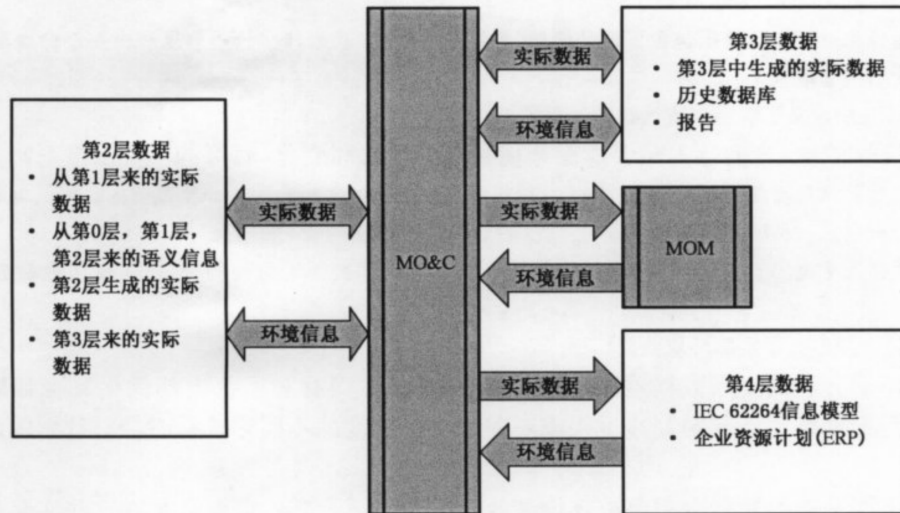 第2层数据
• 从第1层来的实际
数据
• 从第0层，第1层，
第2层来的语义信息
• 第2层生成的实际
数据
• 第3层来的实际
数据
实际数据
环境信息
MO&C
实际数据
环境信息
第3层数据
• 第3层中生成的实际数据
• 历史数据库
• 报告
实际数据
环境信息
MOM
实际数据
环境信息
第4层数据
• IEC 62264信息模型
• 企业资源计划(ERP)